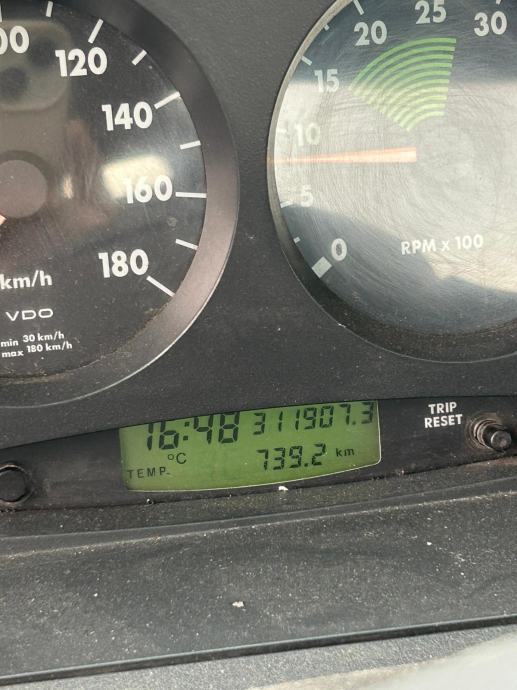 120
140
160
180
km/h
VDO
min 30 km/h
max 180 km/h
0
5
10
15
20
25
30
RPM x 100
16:48 311907.3
°C 739.2 km
TEMP.
TRIP
RESET